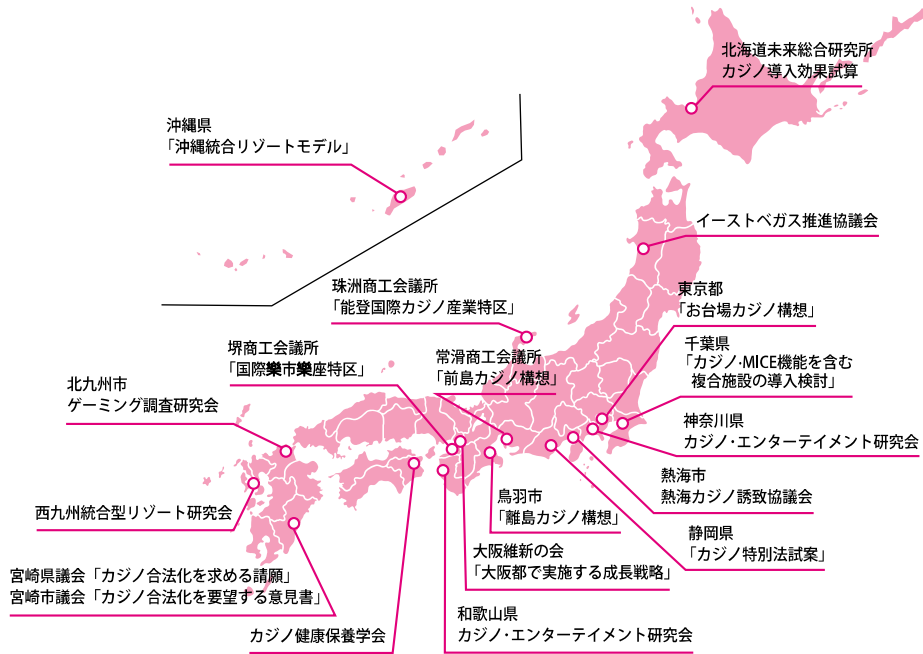 北海道未来総合研究所
カジノ導入効果試算
沖縄県
「沖縄統合リゾートモデル」
イーストベガス推進協議会
珠洲商工会議所
「能登国際カジノ産業特区」
東京都
「お台場カジノ構想」
堺商工会議所
「国際樂市樂座特区」
常滑商工会議所
「前島カジノ構想」
千葉県
「カジノ・MICE機能を含む
複合施設の導入検討」
北九州市
ゲーミング調査研究会
神奈川県
カジノ・エンターテイメント研究会
熱海市
熱海カジノ誘致協議会
西九州統合型リゾート研究会
鳥羽市
「離島カジノ構想」
静岡県
「カジノ特別法試案」
大阪維新の会
「大阪都で実施する成長戦略」
宮崎県議会「カジノ合法化を求める請願」
宮崎市議会「カジノ合法化を要望する意見書」
カジノ健康保養学会
和歌山県
カジノ・エンターテイメント研究会